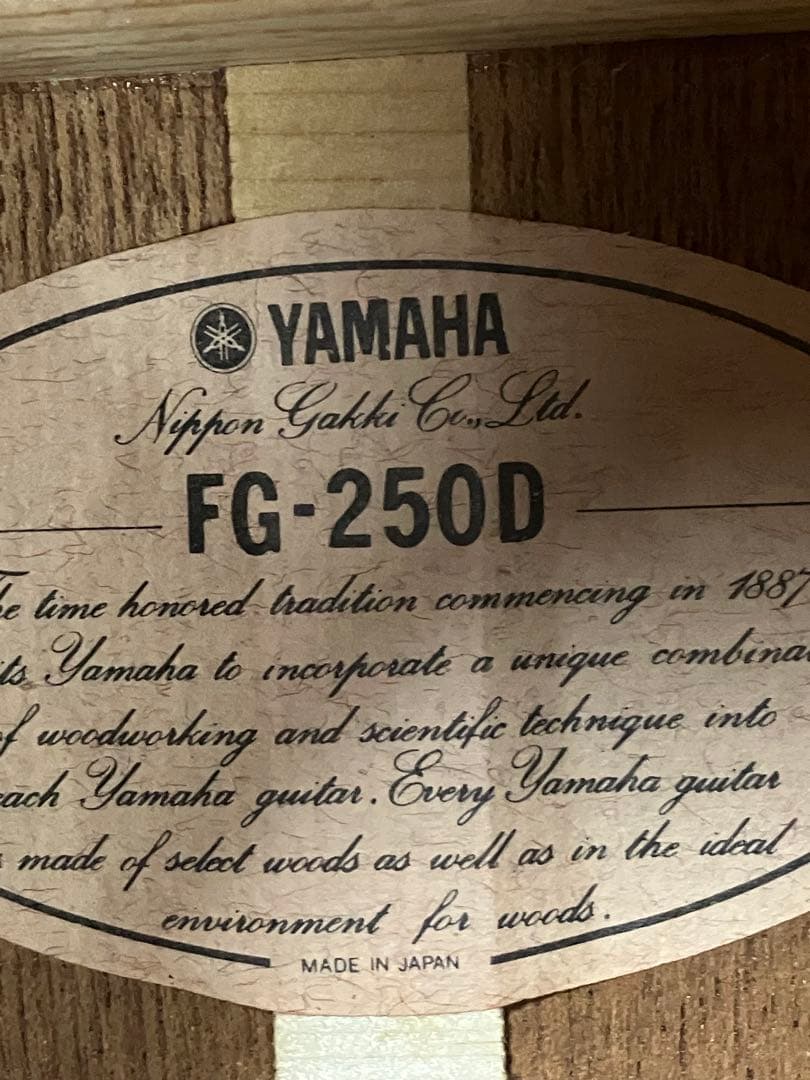 YAMAHA
Nippon Gakki Co., Ltd.
FG-250D
time honored tradition commencing in 1887
Yamaha to incorporate a unique
woodworking and scientific technique into
Yamaha guitar. Every Yamaha guitar
made of select woods as well as in the ideal
environment for woods.
MADE IN JAPAN